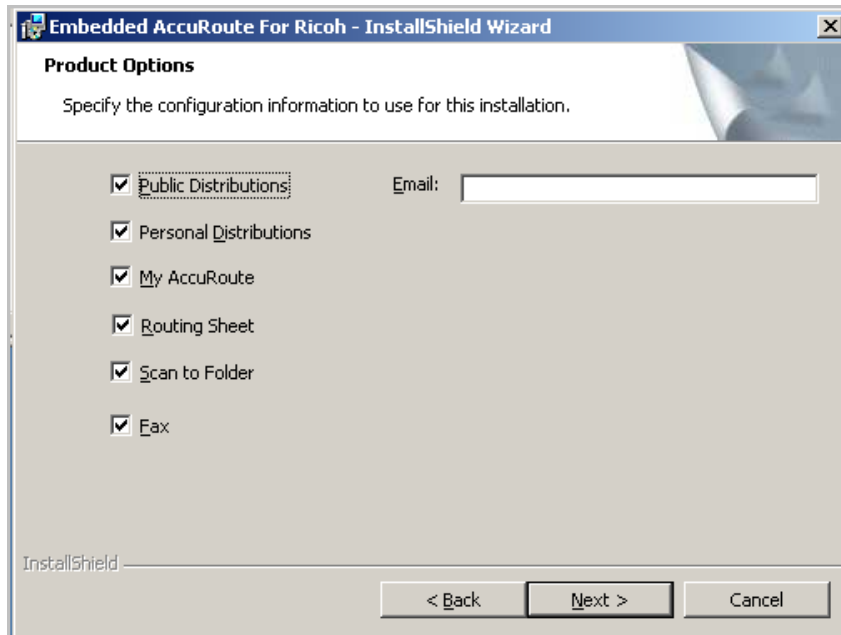 Embedded AccuRoute For Ricoh - InstallShield Wizard
Product Options
Specify the configuration information to use for this installation.
Public Distributions
Email:
Personal Distributions
My AccuRoute
Routing Sheet
Scan to Folder
Fax
InstallShield
< Back
Next >
Cancel